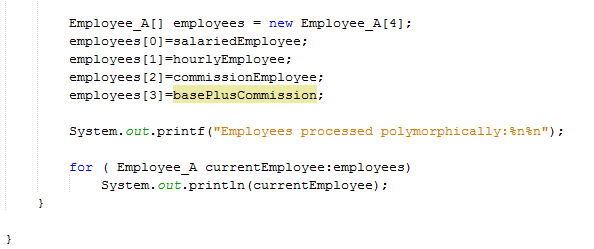 Employee_A[] employees = new Employee_A[4];
employees[0]=salariedEmployee;
employees[1]=hourlyEmployee;
employees[2]=commissionEmployee;
employees[3]=basePlusCommission;
System.out.printf("Employees processed polymorphically:%n%n");
for ( Employee_A currentEmployee:employees)
System.out.println(currentEmployee);
}
}